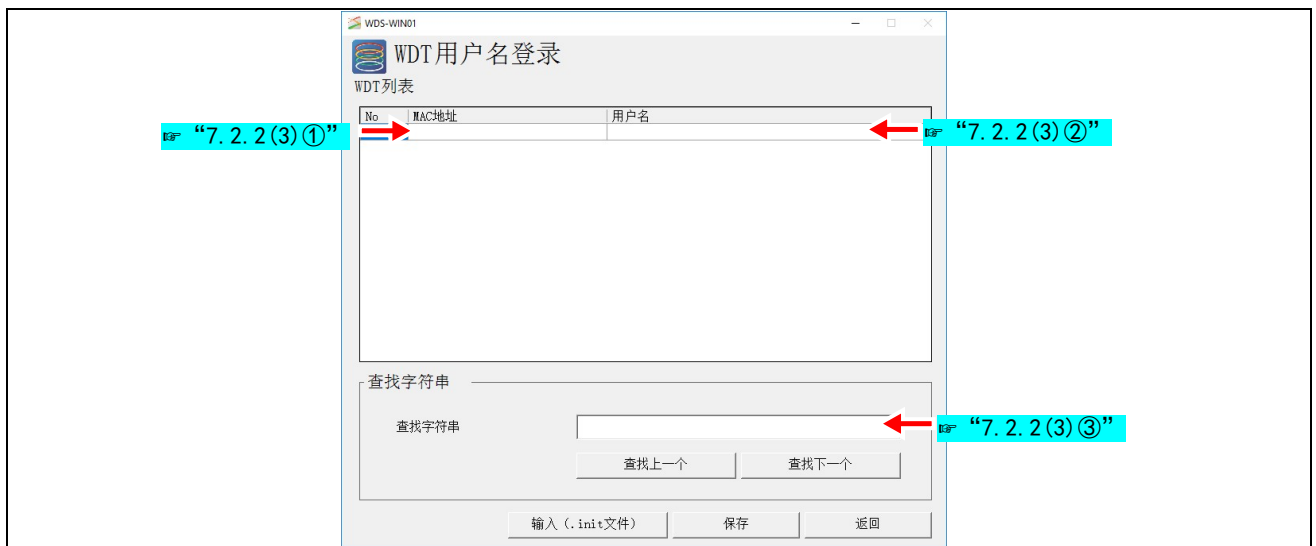 WDS-WIN01
WDT用户名登录
WDT列表
No MAC地址 用户名
☞ “7.2.2(3)①”
☞ “7.2.2(3)②”
查找字符串
查找字符串
☞ “7.2.2(3)③”
查找上一个 查找下一个
输入（.init文件） 保存 返回